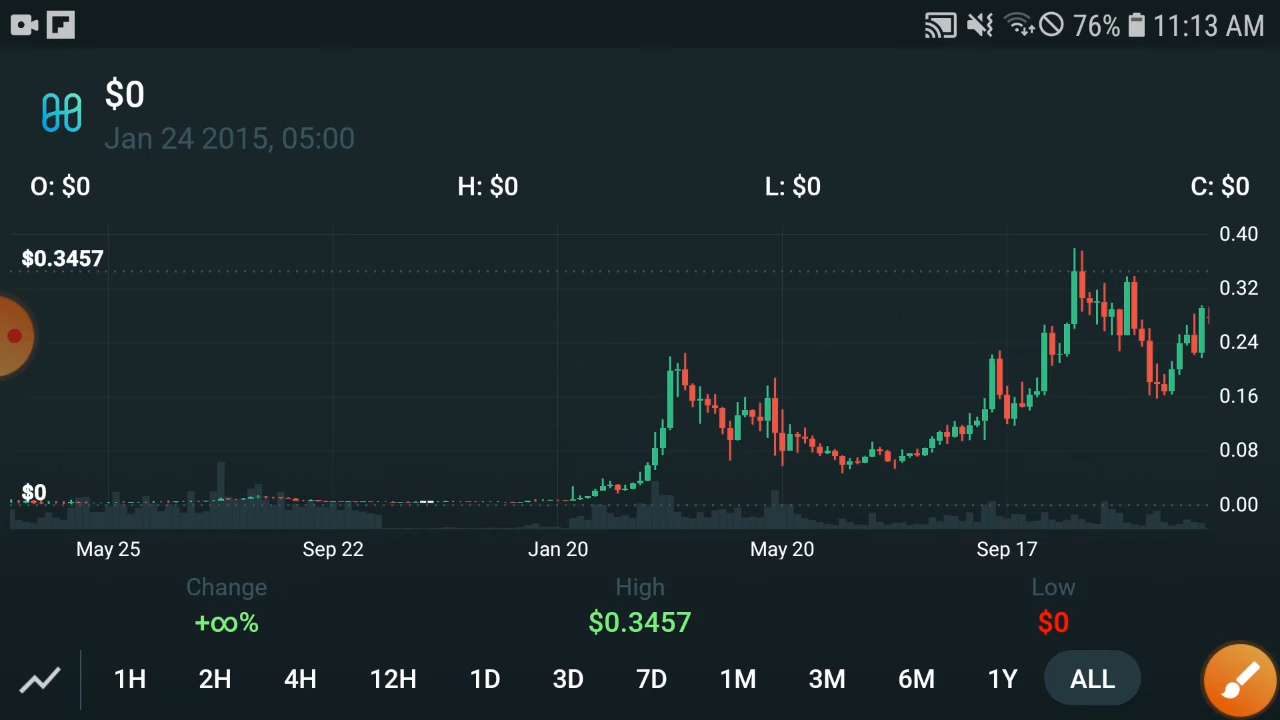 76% 11:13 AM
$0
Jan 24 2015, 05:00
O: $0 H: $0 L: $0 C: $0
0.40
$0.3457
0.32
0.24
0.16
0.08
$0
0.00
May 25 Sep 22 Jan 20 May 20 Sep 17
Change High Low
+∞% $0.3457 $0
1H 2H 4H 12H 1D 3D 7D 1M 3M 6M 1Y ALL